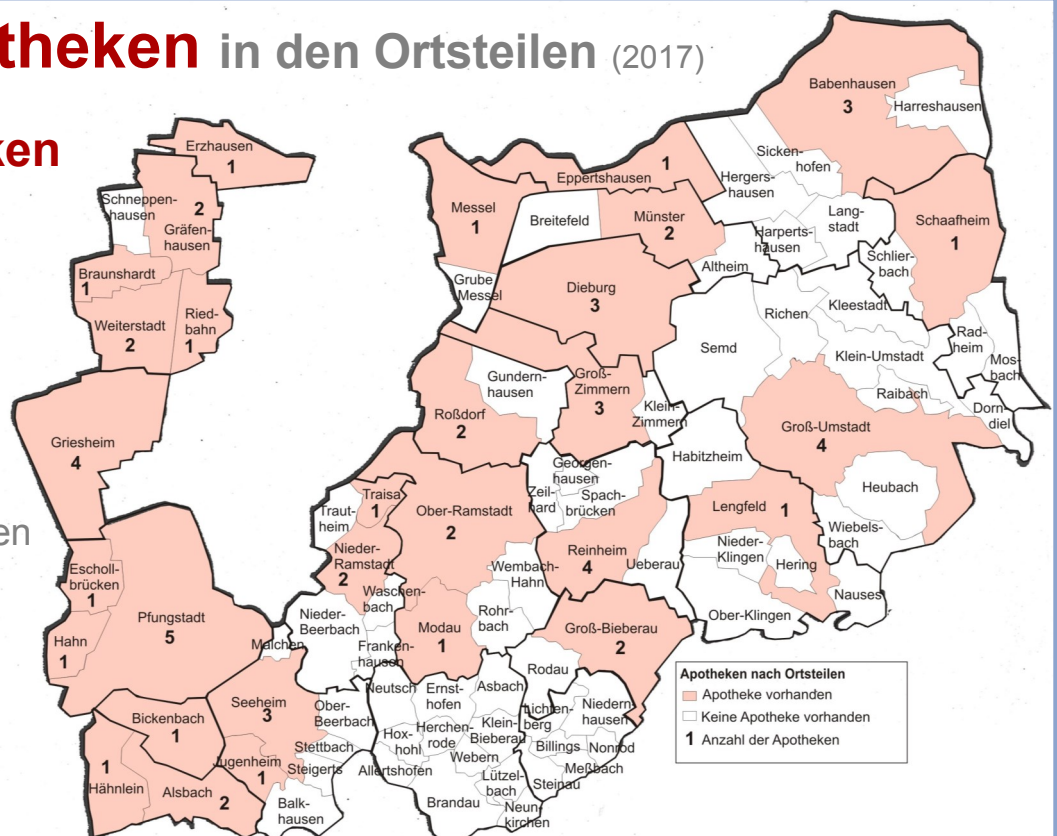 theken in den Ortsteilen (2017)
ken
en
Erzhausen
1
Schneppen-
hausen
2
Gräfen-
hausen
Braunshardt
1
Weiterstadt
2
Ried-
bahn
1
Griesheim
4
Escholl-
brücken
1
Pfungstadt
5
Hahn
1
Malchen
Bickenbach
1
Seeheim
3
Jugenheim
1
1
Hähnlein
Alsbach
2
Balk-
hausen
Ober-
Beerbach
Stettbach
Steigerts
Babenhausen
3
Harreshausen
Sicken-
hofen
Hergers-
hausen
Eppertshausen
1
Messel
1
Breitefeld
Münster
2
Harperts-
hausen
Lang-
stadt
Schaafheim
1
Schlier-
bach
Altheim
Grube
Messel
Dieburg
3
Richen
Kleestadt
Semd
Klein-Umstadt
Rad-
heim
Mos-
bach
Raibach
Dorn-
diel
Gundern-
hausen
Groß-
Zimmern
3
Klein-
Zimmern
Roßdorf
2
Groß-Umstadt
4
Habitzheim
Heubach
Georgen-
hausen
Zeil-
hard
Spach-
brücken
Traisa
1
Traut-
heim
Ober-Ramstadt
2
Lengfeld
1
Wiebels-
bach
Nieder-
Ramstadt
2
Reinheim
4
Ueberau
Nieder-
Klingen
Hering
Wembach-
Hahn
Waschen-
bach
Nauses
Nieder-
Beerbach
Modau
1
Rohr-
bach
Groß-Bieberau
2
Ober-Klingen
Franken-
hausen
Rodau
Neutsch
Ernst-
hofen
Asbach
Lichten-
berg
Niedern-
hausen
Hox-
hohl
Herchen-
rode
Klein-
Bieberau
Webern
Billings
Nonrod
Meßbach
Allertshofen
Lützel-
bach
Steinau
Brandau
Neun-
kirchen
Apotheken nach Ortsteilen
Apotheke vorhanden
Keine Apotheke vorhanden
1 Anzahl der Apotheken